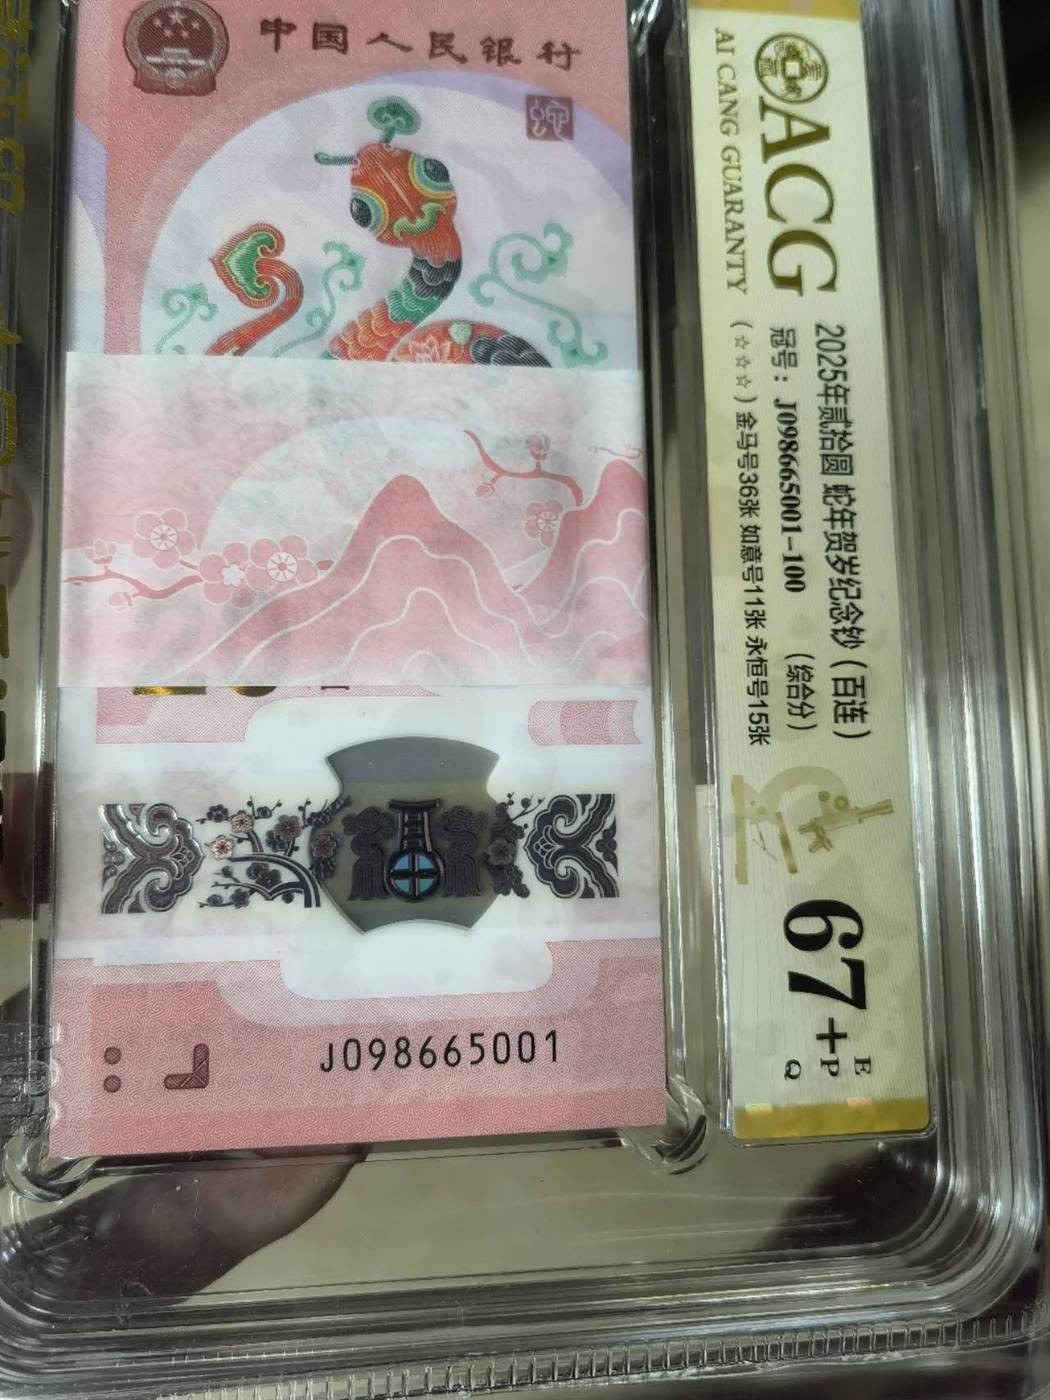 中国人民银行
J098665001
ACG
AI CANG GUARANTY
2025年贰拾圆 蛇年贺岁纪念钞（百连）
冠号：J098665001-100 （综合分）
（☆☆☆）金马号36张 如意号11张 永恒号15张
67+
E
P
Q